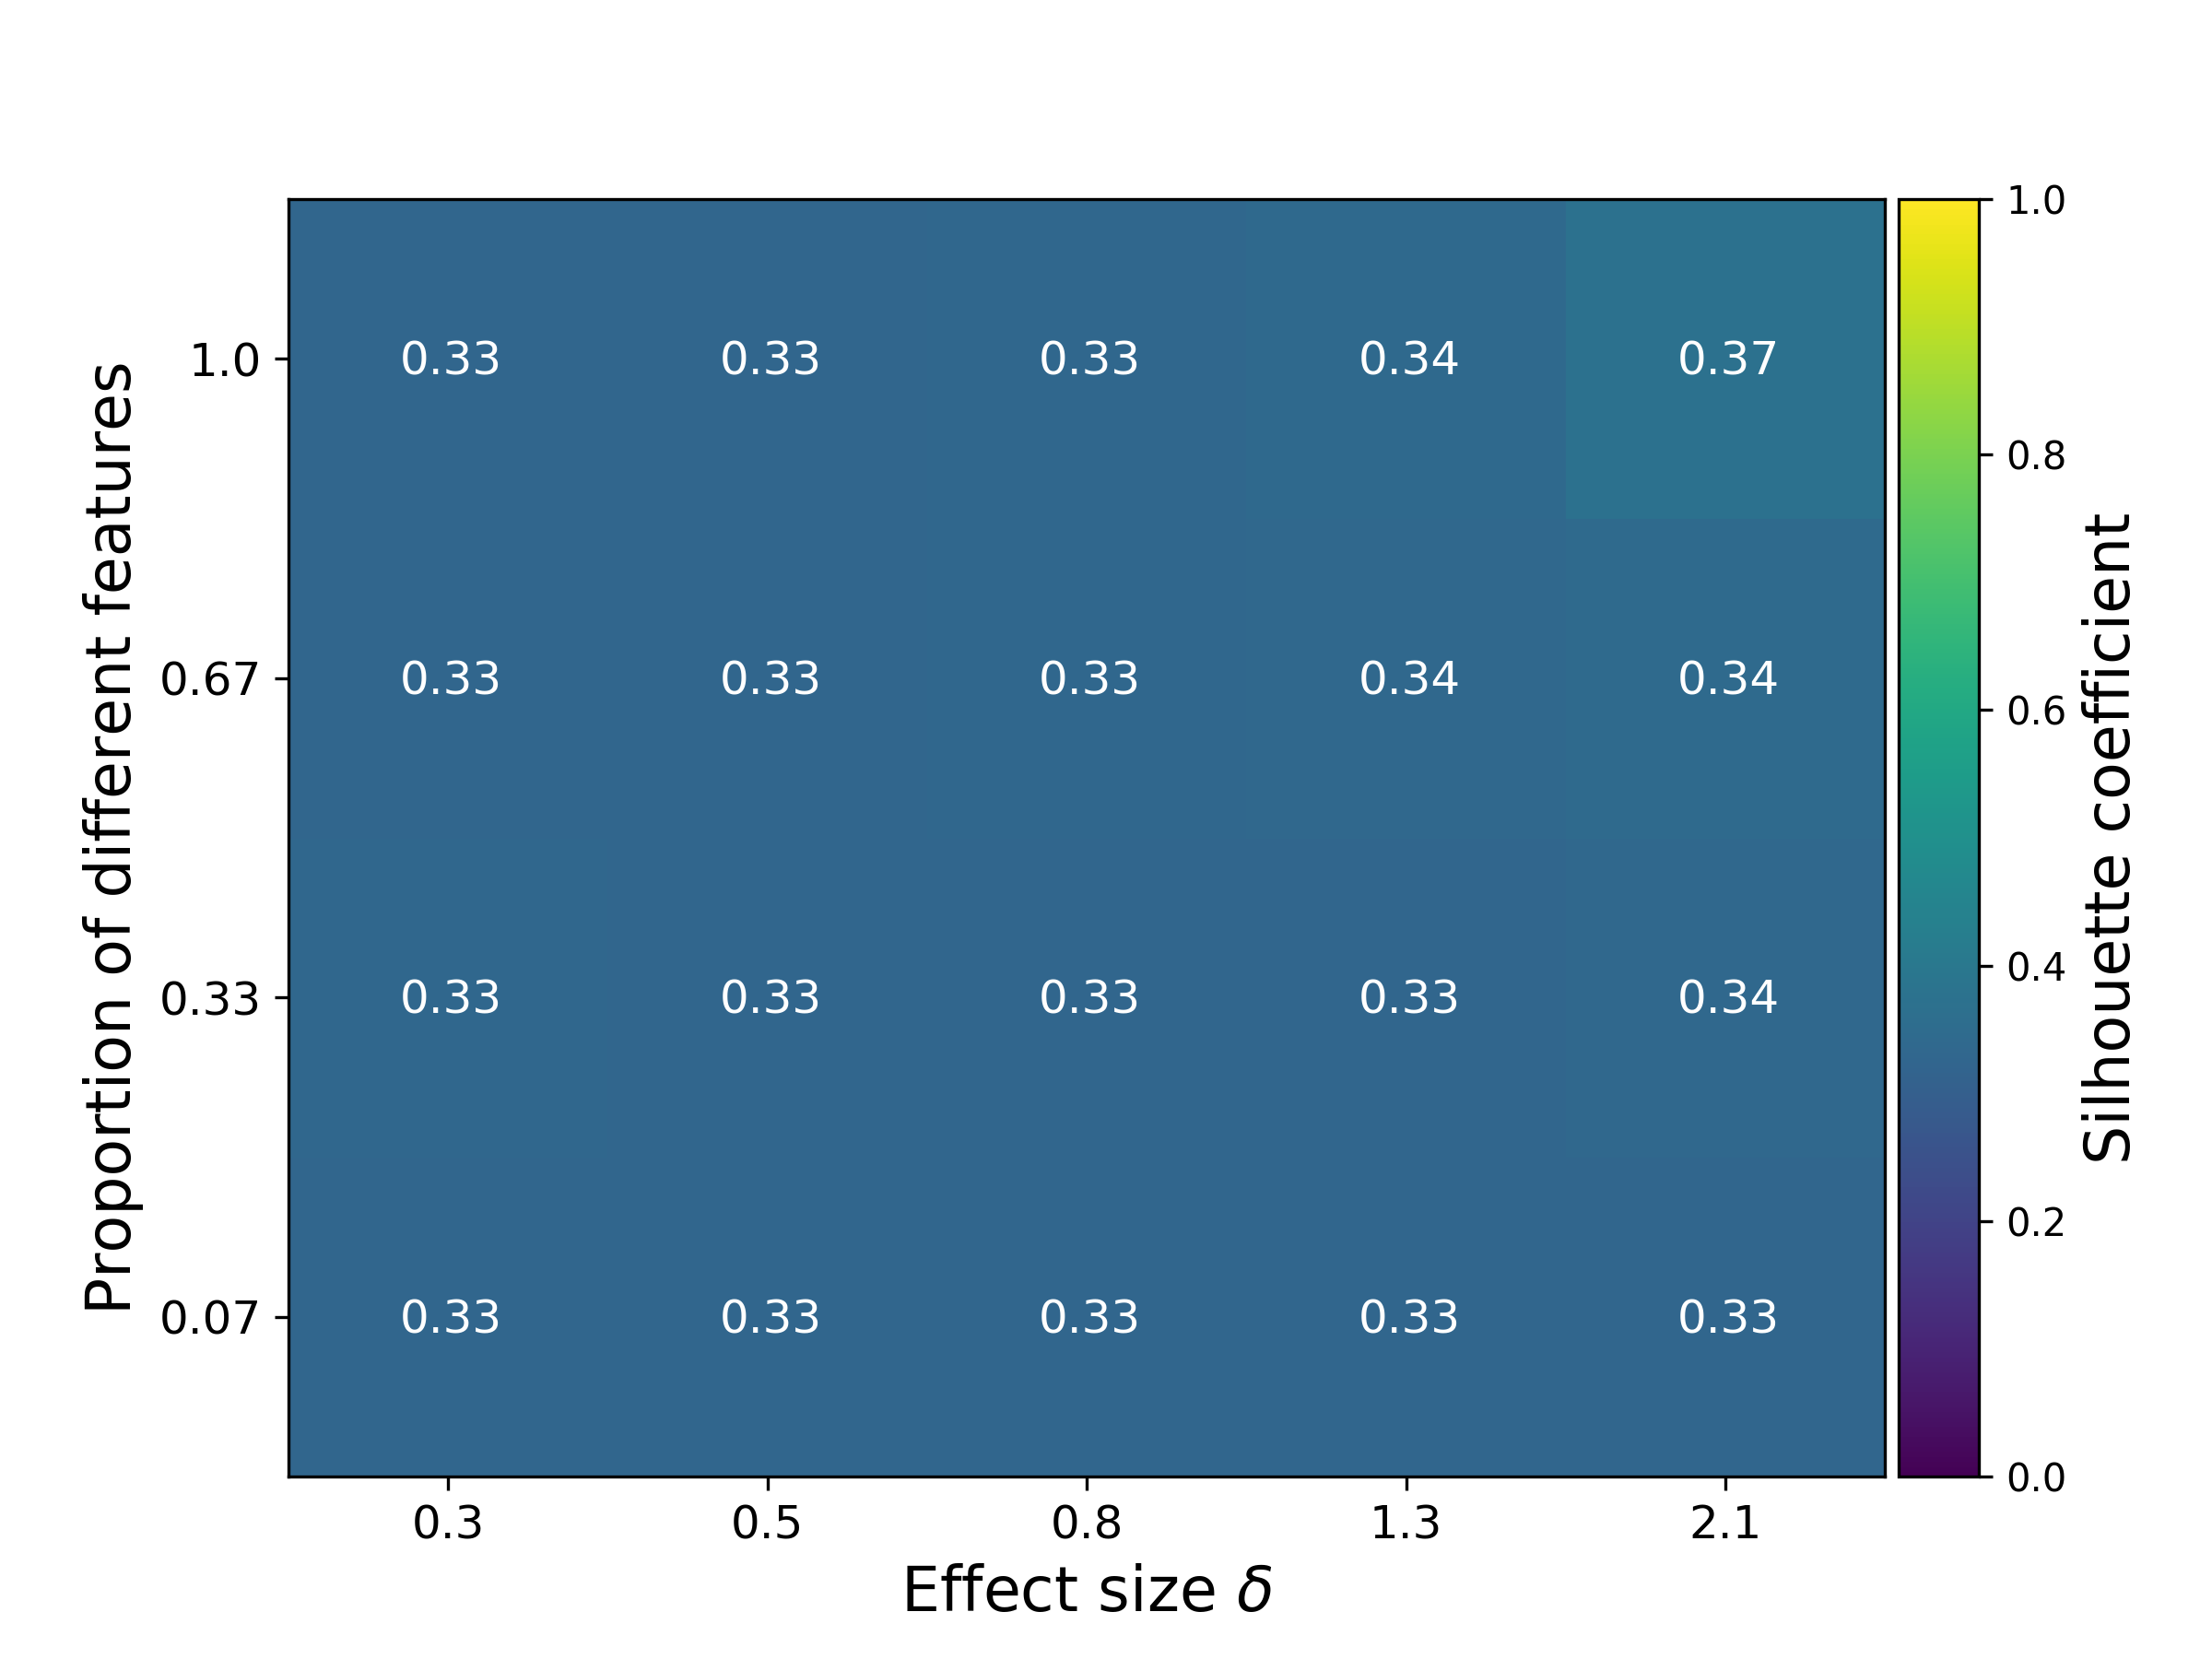 Proportion of different features
1.0 0.33 0.33 0.33 0.34 0.37
0.67 0.33 0.33 0.33 0.34 0.34
0.33 0.33 0.33 0.33 0.33 0.34
0.07 0.33 0.33 0.33 0.33 0.33
0.3 0.5 0.8 1.3 2.1
Effect size δ
1.0
0.8
0.6
0.4
0.2
0.0
Silhouette coefficient